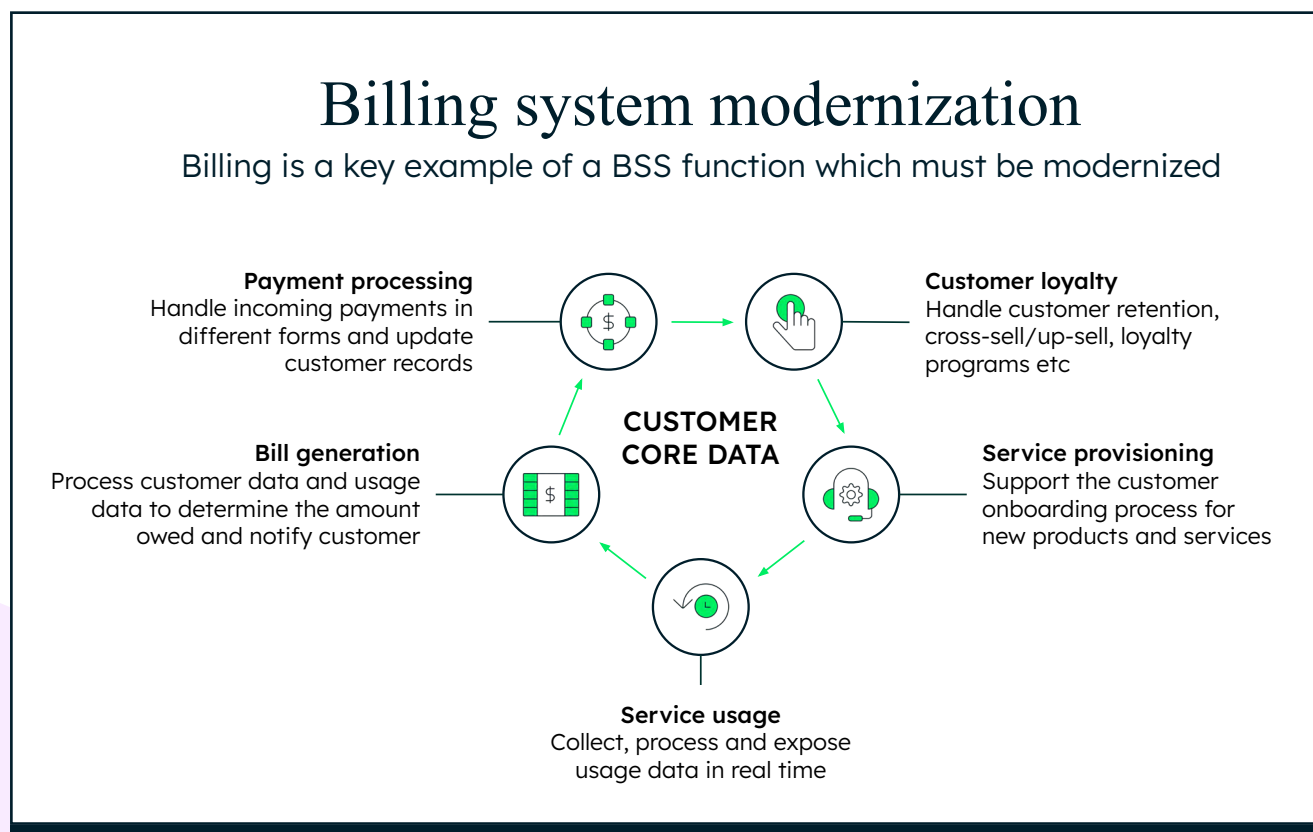 Billing system modernization
Billing is a key example of a BSS function which must be modernized
Payment processing
Handle incoming payments in
different forms and update
customer records
$
Customer loyalty
Handle customer retention,
cross-sell/up-sell, loyalty
programs etc
CUSTOMER
CORE DATA
Bill generation
Process customer data and usage
data to determine the amount
owed and notify customer
$
Service provisioning
Support the customer
onboarding process for
new products and services
Service usage
Collect, process and expose
usage data in real time